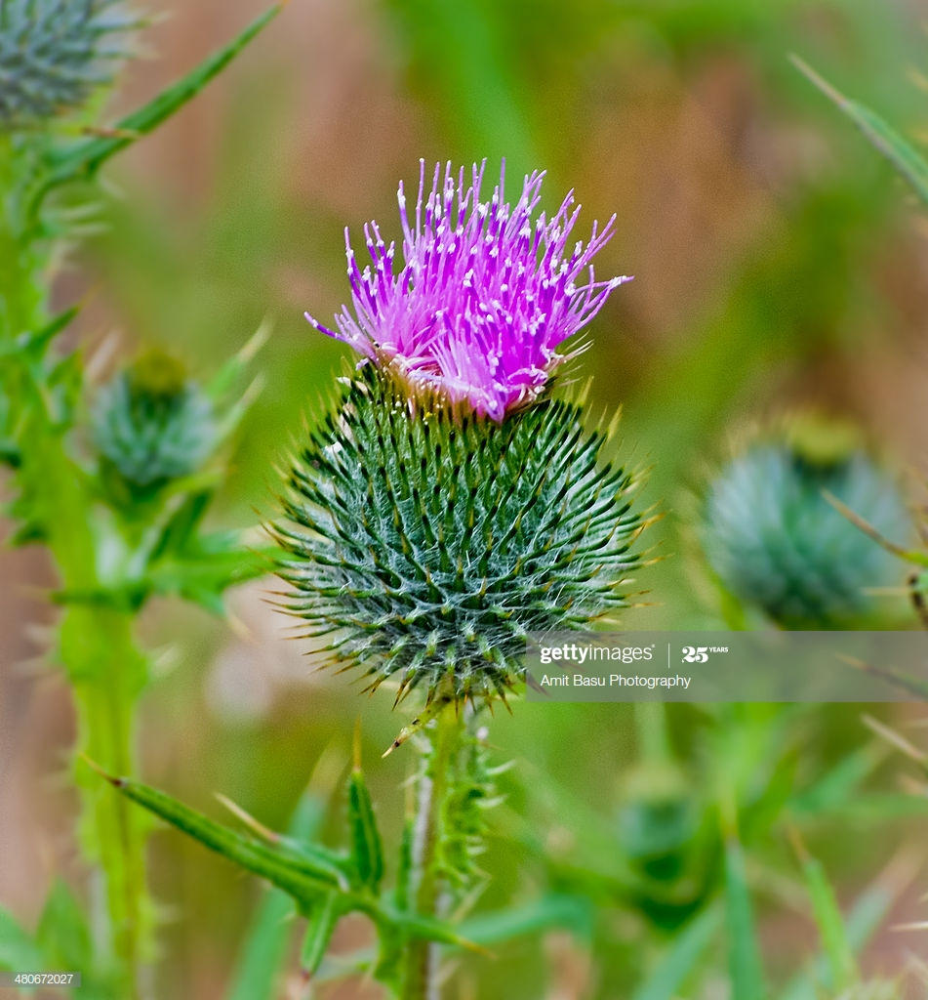 gettyimages® | 25 YEARS
Amit Basu Photography
480672027